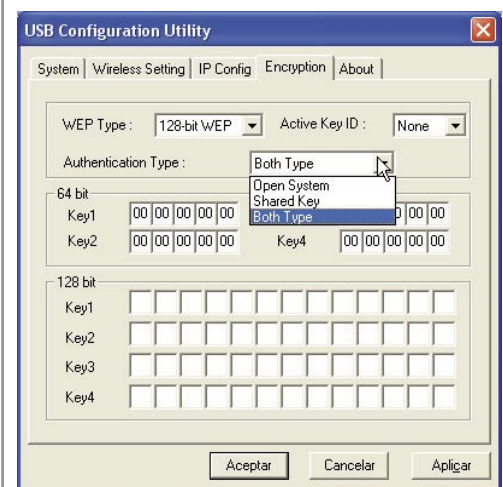 USB Configuration Utility
System Wireless Setting IP Config Encryption About
WEP Type : 128-bit WEP Active Key ID : None
Authentication Type : Both Type
Open System
Shared Key
Both Type
64 bit
Key1 00 00 00 00 00 00 00
Key2 00 00 00 00 00 Key4 00 00 00 00 00
128 bit
Key1
Key2
Key3
Key4
Aceptar Cancelar Aplicar